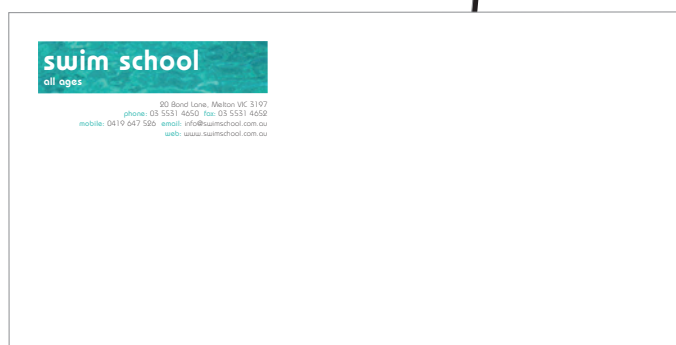 swim school
all ages
20 Band Lane, Melton VIC 3197
phone: 03 5531 4650 fax: 03 5531 4652
mobile: 0419 647 526 email: info@swimschool.com.au
web: www.swimschool.com.au